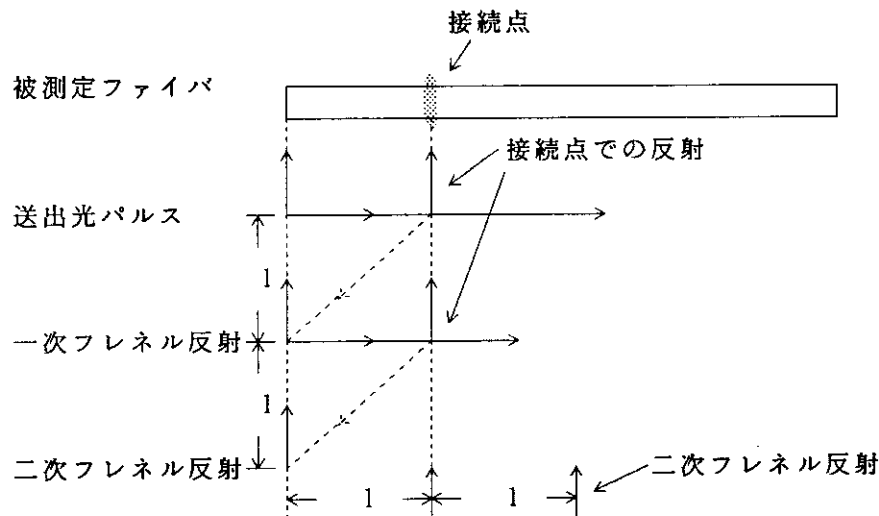 接続点
被測定ファイバ
接続点での反射
送出光パルス
l
一次フレネル反射
l
二次フレネル反射
二次フレネル反射
l
l